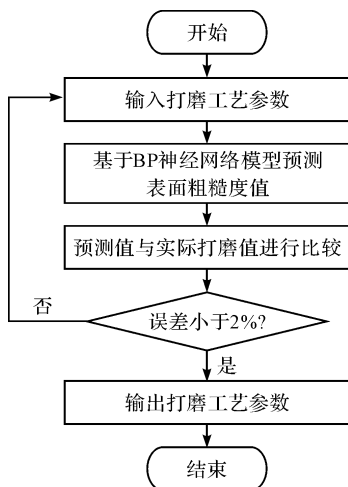 开始
输入打磨工艺参数
基于BP神经网络模型预测
表面粗糙度值
预测值与实际打磨值进行比较
否
误差小于2%?
是
输出打磨工艺参数
结束